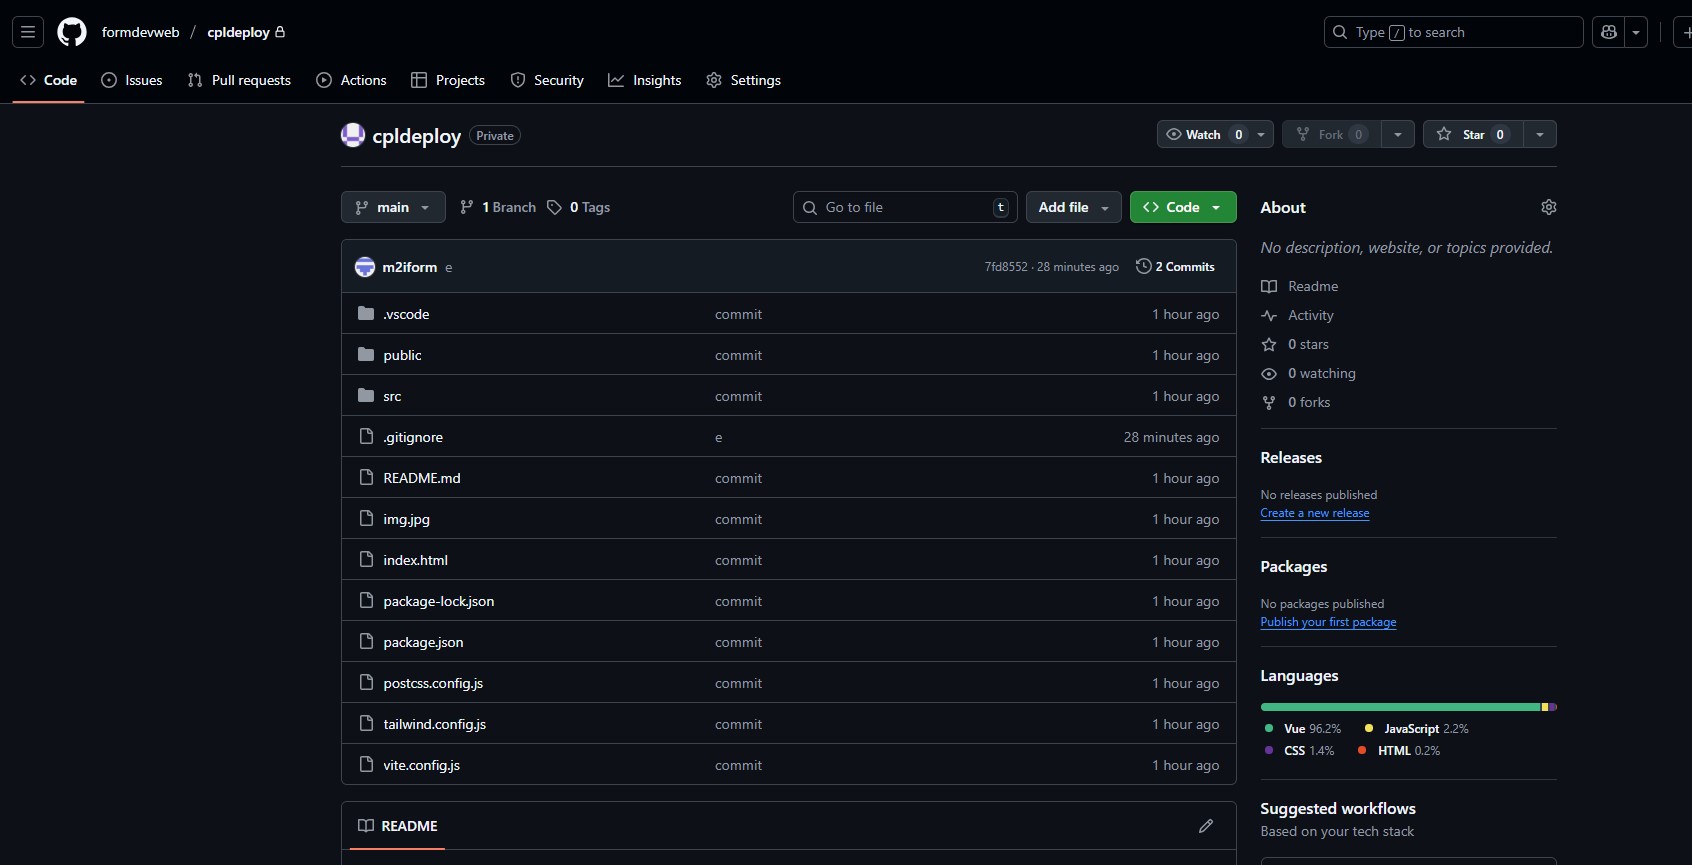 formdevweb / cpldeploy
Type / to search
Code Issues Pull requests Actions Projects Security Insights Settings
cpldeploy Private
Watch 0 Fork 0 Star 0
main 1 Branch 0 Tags
Go to file t Add file Code
m2iform e 7fd8552 · 28 minutes ago 2 Commits
.vscode commit 1 hour ago
public commit 1 hour ago
src commit 1 hour ago
.gitignore e 28 minutes ago
README.md commit 1 hour ago
img.jpg commit 1 hour ago
index.html commit 1 hour ago
package-lock.json commit 1 hour ago
package.json commit 1 hour ago
postcss.config.js commit 1 hour ago
tailwind.config.js commit 1 hour ago
vite.config.js commit 1 hour ago
README
About
No description, website, or topics provided.
Readme
Activity
0 stars
0 watching
0 forks
Releases
No releases published
Create a new release
Packages
No packages published
Publish your first package
Languages
Vue 96.2% JavaScript 2.2%
CSS 1.4% HTML 0.2%
Suggested workflows
Based on your tech stack